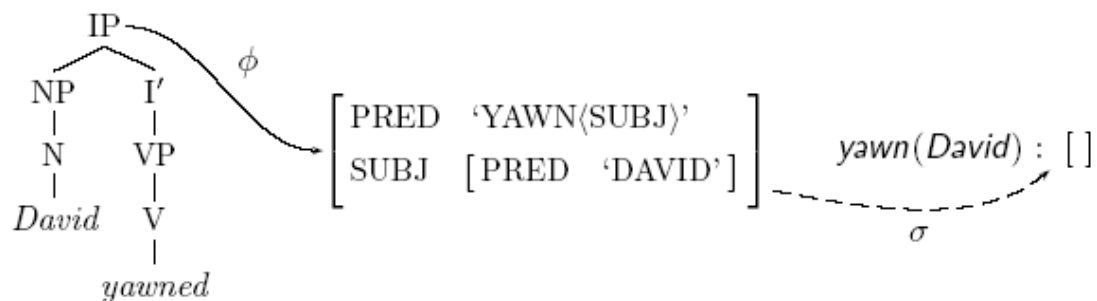 IP
ϕ
NP I′
PRED ‘YAWN⟨SUBJ⟩’
N VP
SUBJ [PRED ‘DAVID’]
yawn(David) : [ ]
David V
σ
yawned